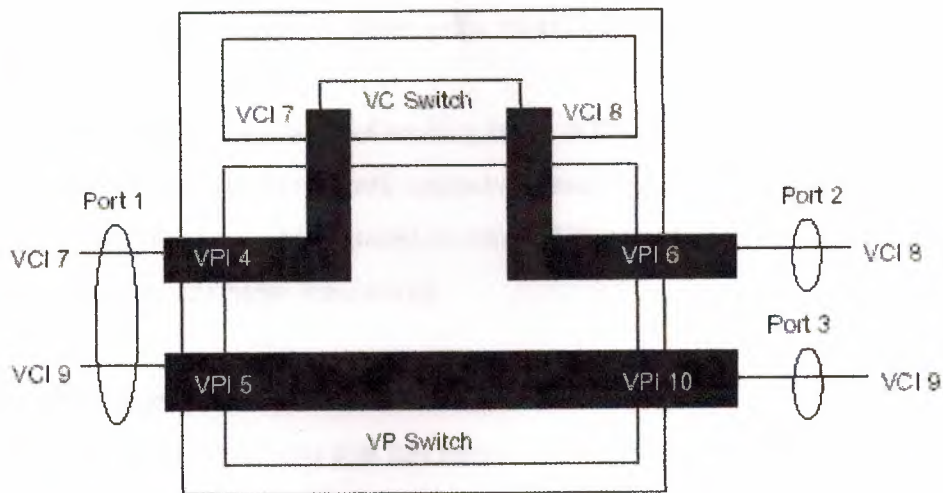 VCI 7
VC Switch
VCI 8
Port 1
Port 2
VCI 7
VPI 4
VPI 6
VCI 8
Port 3
VCI 9
VPI 5
VPI 10
VCI 9
VP Switch